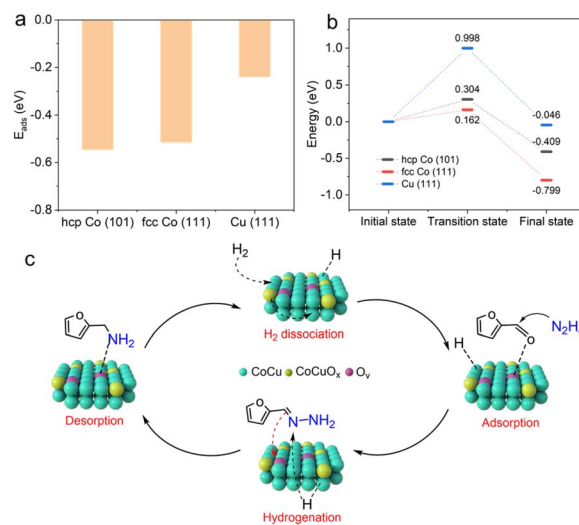 a
0.0
-0.2
-0.4
-0.6
-0.8
E_ads (eV)
hcp Co (101) fcc Co (111) Cu (111)
b
1.0
0.5
0.0
-0.5
-1.0
Energy (eV)
0.998
0.304
0.162
-0.046
-0.409
-0.799
hcp Co (101)
fcc Co (111)
Cu (111)
Initial state Transition state Final state
c
H2
H
H2 dissociation
N2H
H
O
Adsorption
CoCu CoCuOx Ov
N-NH2
H
Hydrogenation
NH2
O
Desorption